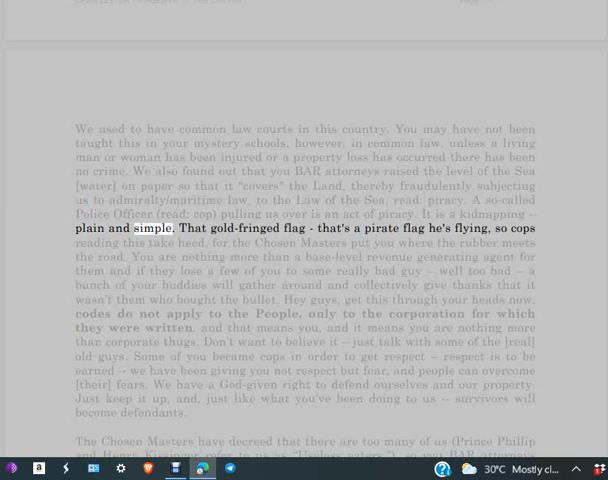 We used to have common law courts in this country. You may have not been
taught this in your mystery schools, however, in common law, unless a living
man or woman has been injured or a property loss has occurred there has been
no crime. We also found out that you BAR attorneys raised the level of the Sea
[water] on paper so that it "covers" the Land, thereby fraudulently subjecting
us to admiralty/maritime law, to the Law of the Sea, read: piracy. A so-called
Police Officer (read: cop) pulling us over is an act of piracy. It is a kidnapping –
plain and simple. That gold-fringed flag - that's a pirate flag he's flying, so cops
reading this take heed, for the Chosen Masters put you where the rubber meets
the road. You are nothing more than a base-level revenue generating agent for
them and if they lose a few of you to some really bad guy – well too bad – a
bunch of your buddies will gather around and collectively give thanks that it
wasn't them who bought the bullet. Hey guys, get this through your heads now,
codes do not apply to the People, only to the corporation for which
they were written, and that means you, and it means you are nothing more
than corporate thugs. Don't want to believe it – just talk with some of the [real]
old guys. Some of you became cops in order to get respect – respect is to be
earned -- we have been giving you not respect but fear, and people can overcome
[their] fears. We have a God-given right to defend ourselves and our property.
Just keep it up, and, just like what you've been doing to us – survivors will
become defendants.
The Chosen Masters have decreed that there are too many of us (Prince Phillip
and Henry Kissinger refer to us as "Useless eaters"), so you BAR attorneys
30°C Mostly cl...